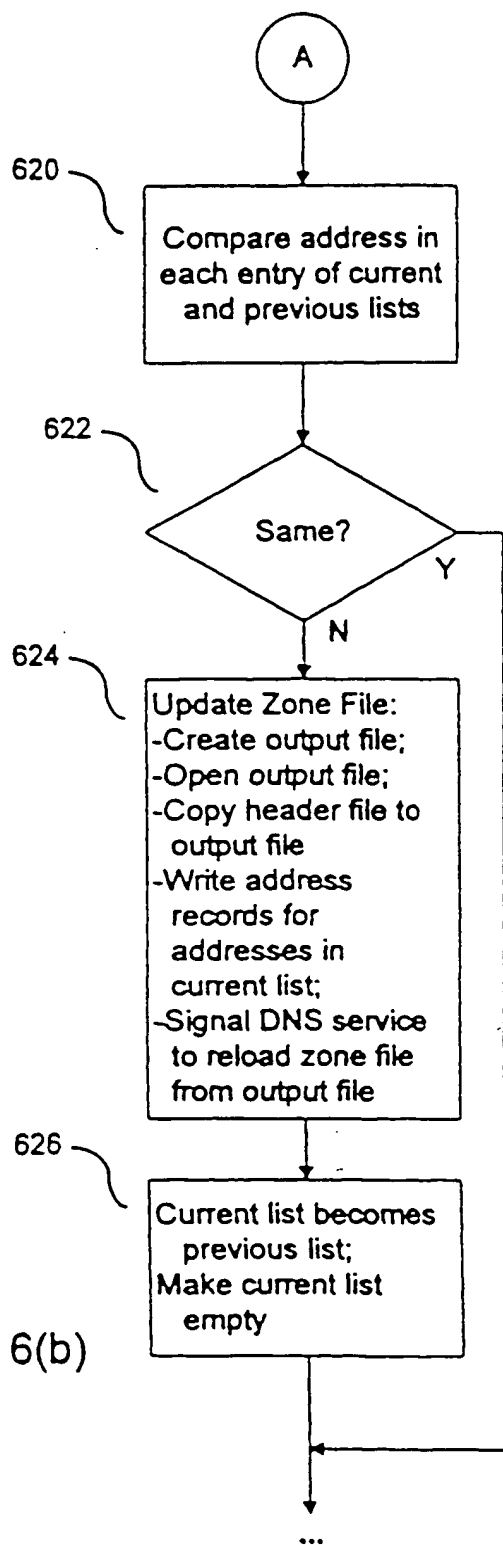 A
620
Compare address in
each entry of current
and previous lists
622
Same?
Y
N
624
Update Zone File:
-Create output file;
-Open output file;
-Copy header file to
output file
-Write address
records for
addresses in
current list;
-Signal DNS service
to reload zone file
from output file
626
Current list becomes
previous list;
Make current list
empty
6(b)
...